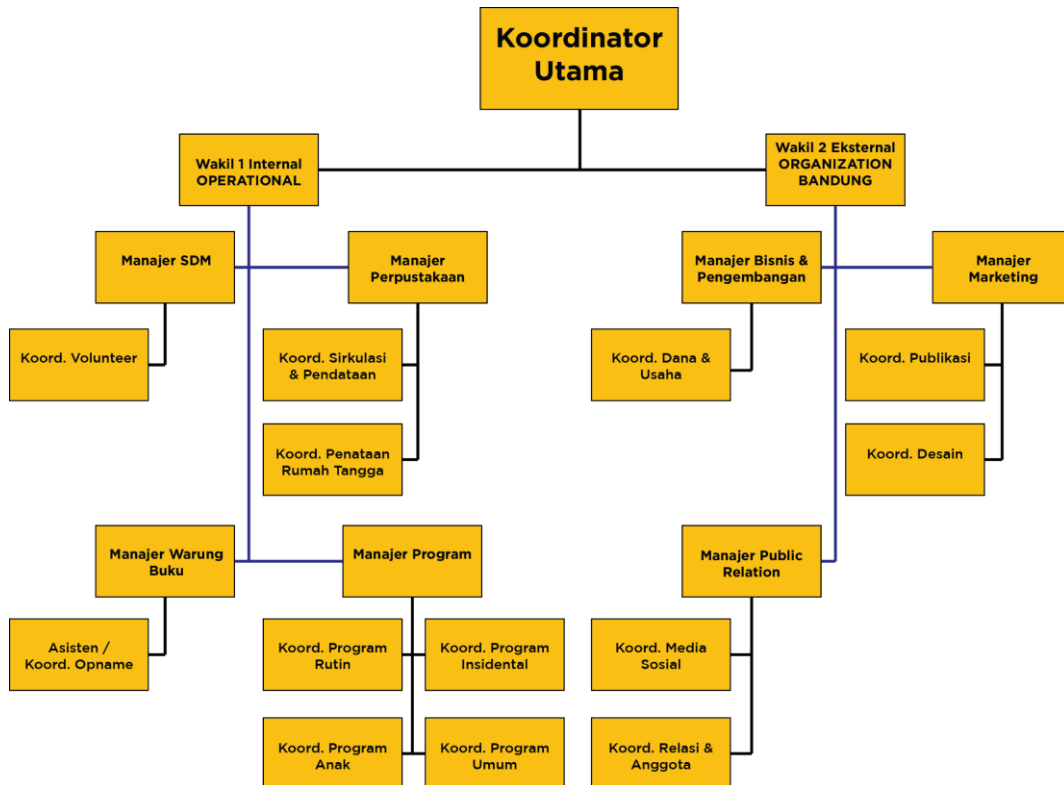 Koordinator
Utama
Wakil 1 Internal
OPERATIONAL
Wakil 2 Eksternal
ORGANIZATION
BANDUNG
Manajer SDM
Manajer
Perpustakaan
Manajer Bisnis &
Pengembangan
Manajer
Marketing
Koord. Volunteer
Koord. Sirkulasi
& Pendataan
Koord. Dana &
Usaha
Koord. Publikasi
Koord. Penataan
Rumah Tangga
Koord. Desain
Manajer Warung
Buku
Manajer Program
Manajer Public
Relation
Asisten /
Koord. Opname
Koord. Program
Rutin
Koord. Program
Insidental
Koord. Media
Sosial
Koord. Program
Anak
Koord. Program
Umum
Koord. Relasi &
Anggota